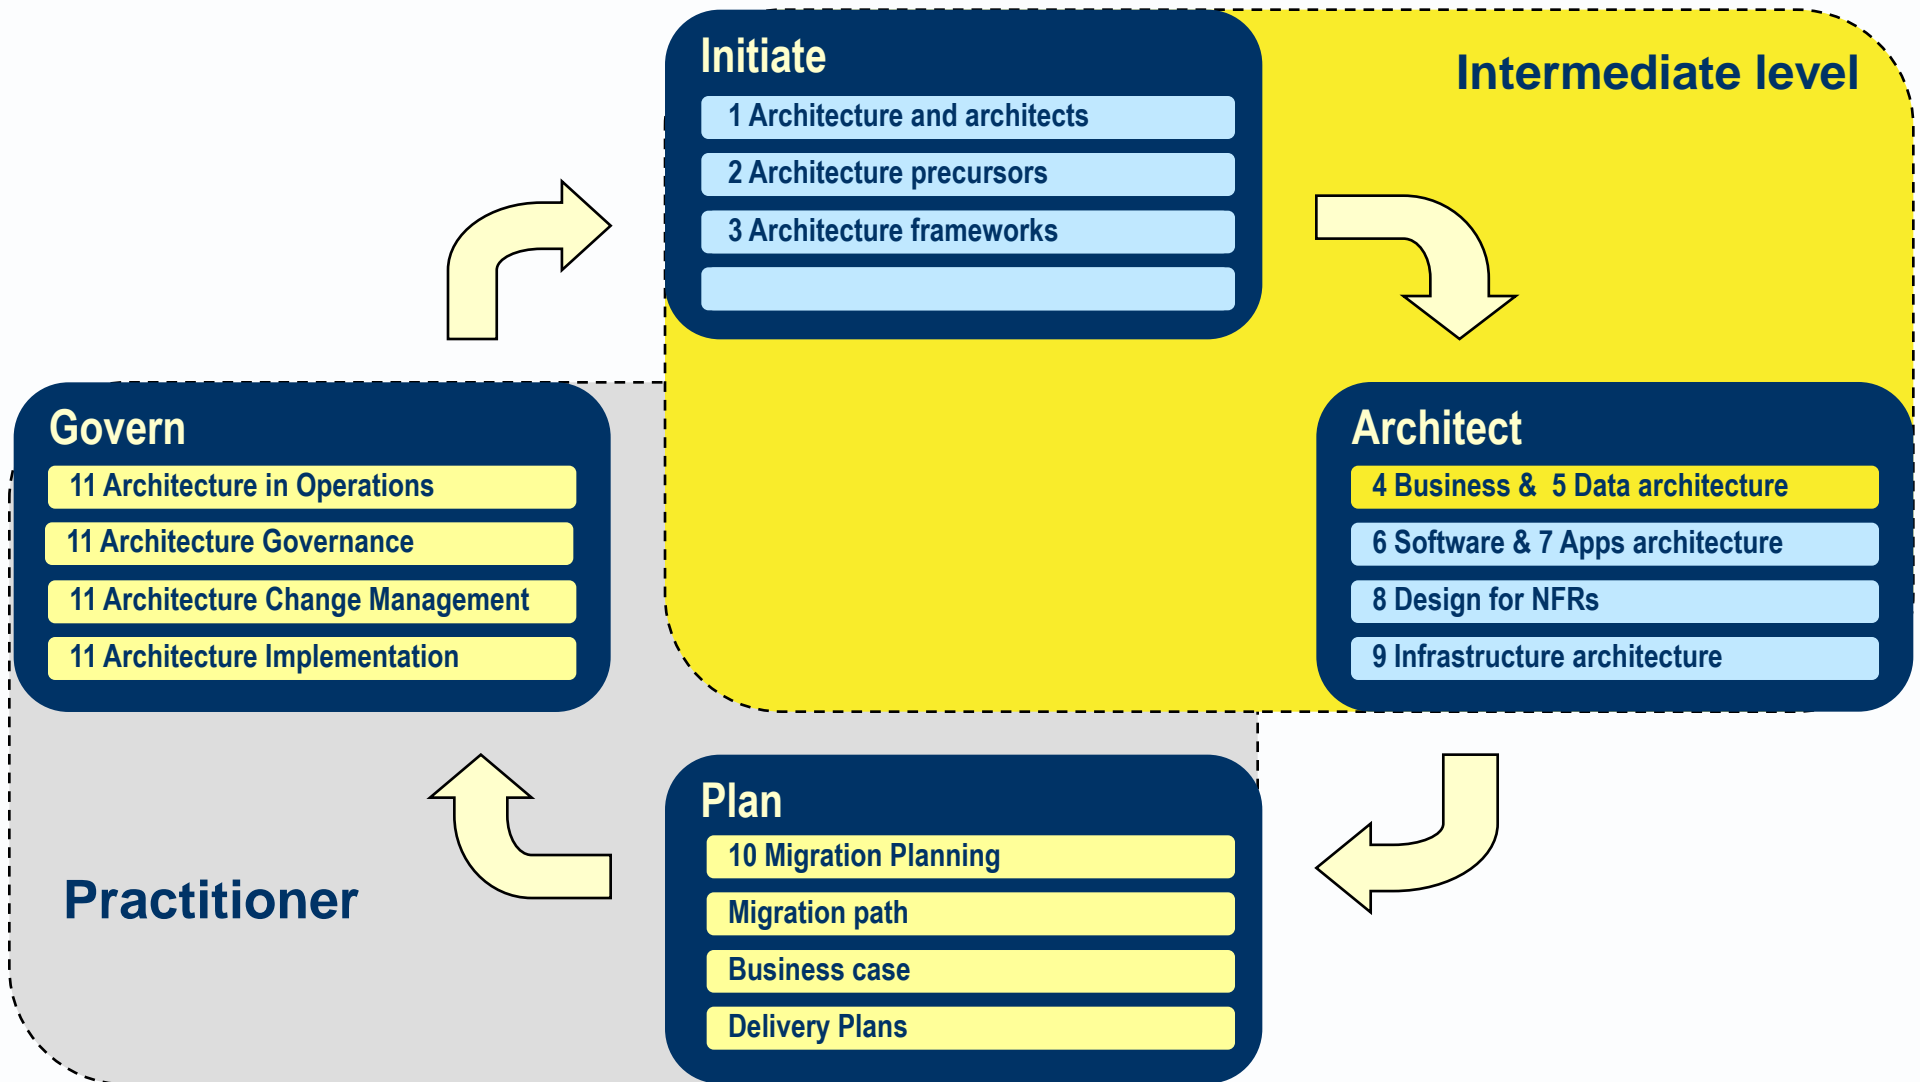 Initiate
1 Architecture and architects
2 Architecture precursors
3 Architecture frameworks
Intermediate level
Govern
11 Architecture in Operations
11 Architecture Governance
11 Architecture Change Management
11 Architecture Implementation
Architect
4 Business &  5 Data architecture
6 Software & 7 Apps architecture
8 Design for NFRs
9 Infrastructure architecture
Practitioner
Plan
10 Migration Planning
Migration path
Business case
Delivery Plans